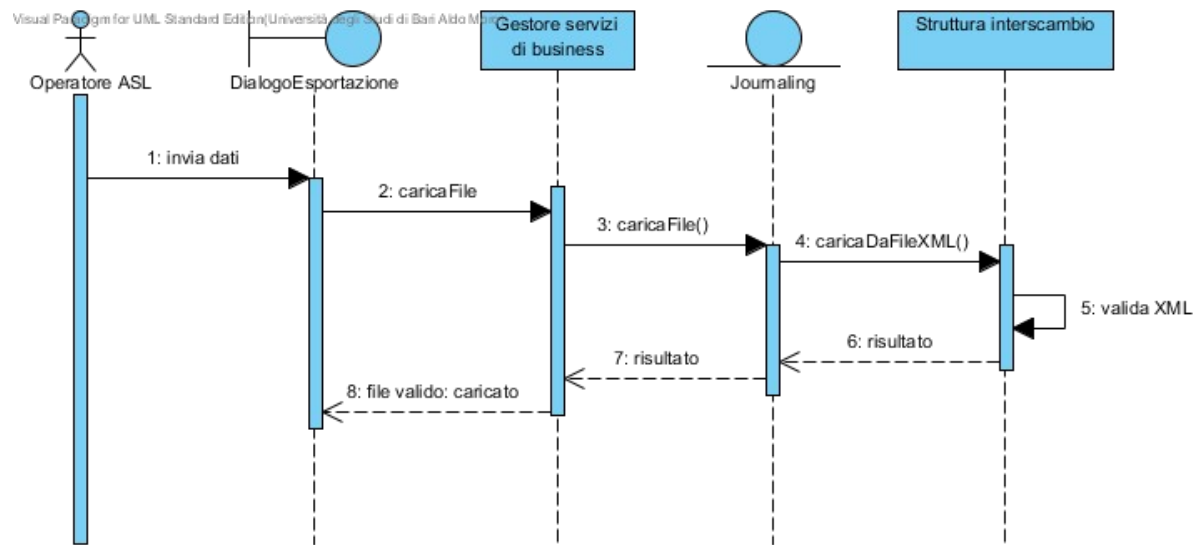 Visual Paradigm for UML Standard Edition(Università degli Studi di Bari Aldo Moro)
Operatore ASL
DialogoEsportazione
Gestore servizi
di business
Journaling
Struttura interscambio
1: invia dati
2: caricaFile
3: caricaFile()
4: caricaDaFileXML()
5: valida XML
6: risultato
7: risultato
8: file valido: caricato